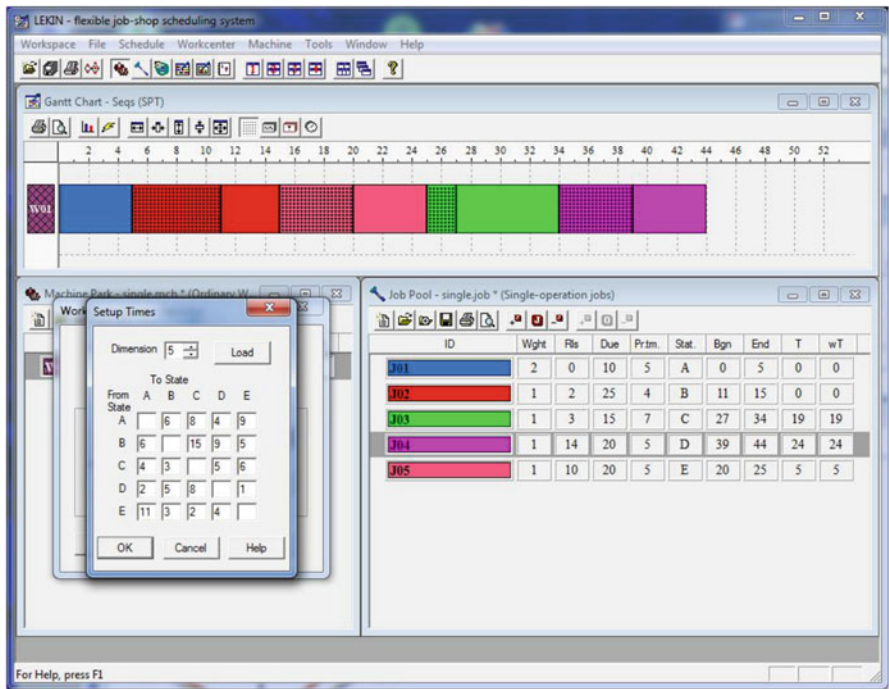 LEKIN - flexible job-shop scheduling system
Workspace File Schedule Workcenter Machine Tools Window Help
Gantt Chart - Seqs (SPT)
2 4 6 8 10 12 14 16 18 20 22 24 26 28 30 32 34 36 38 40 42 44 46 48 50 52
W01
Machine Park - single.mch * (Ordinary W
Work
Setup Times
Dimension 5 Load
To State
From State A B C D E
A 6 8 4 9
B 6 15 9 5
C 4 3 5 6
D 2 5 8 1
E 11 3 2 4
OK Cancel Help
Job Pool - single.job * (Single-operation jobs)
ID Wght Rls Due Pr.tm. Stat. Bgn End T wT
J01 2 0 10 5 A 0 5 0 0
J02 1 2 25 4 B 11 15 0 0
J03 1 3 15 7 C 27 34 19 19
J04 1 14 20 5 D 39 44 24 24
J05 1 10 20 5 E 20 25 5 5
For Help, press F1